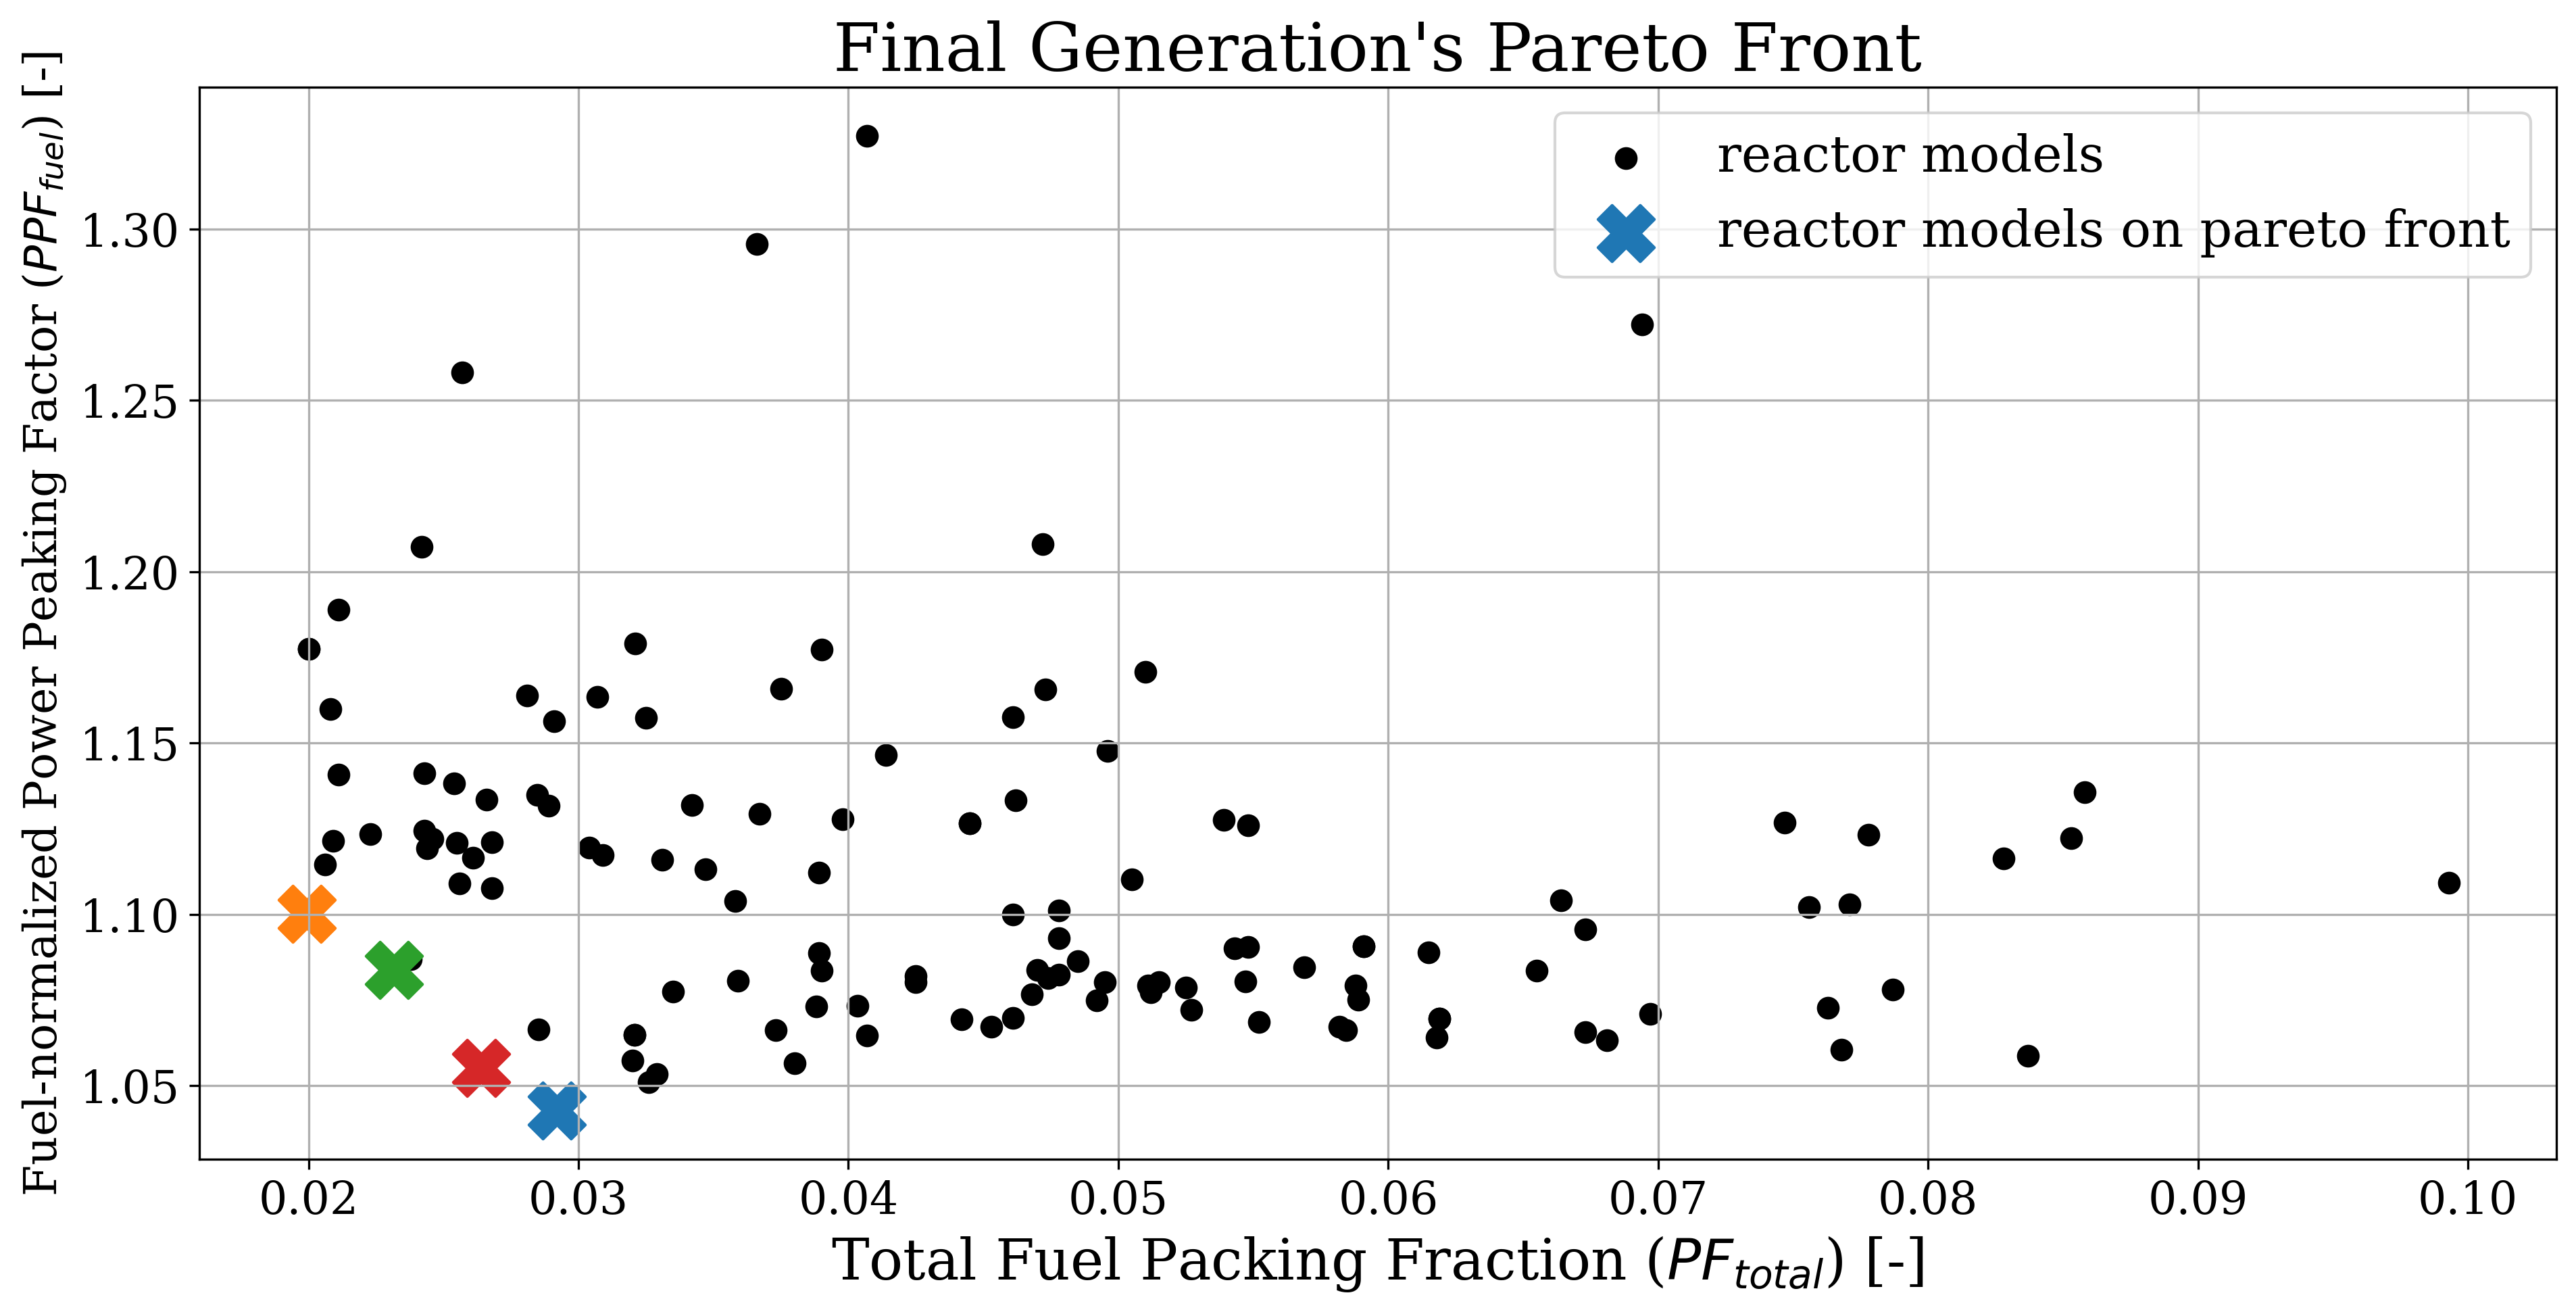 Final Generation's Pareto Front
Fuel-normalized Power Peaking Factor (PPF_fuel) [-]
1.30
1.25
1.20
1.15
1.10
1.05
reactor models
reactor models on pareto front
0.02 0.03 0.04 0.05 0.06 0.07 0.08 0.09 0.10
Total Fuel Packing Fraction (PF_total) [-]